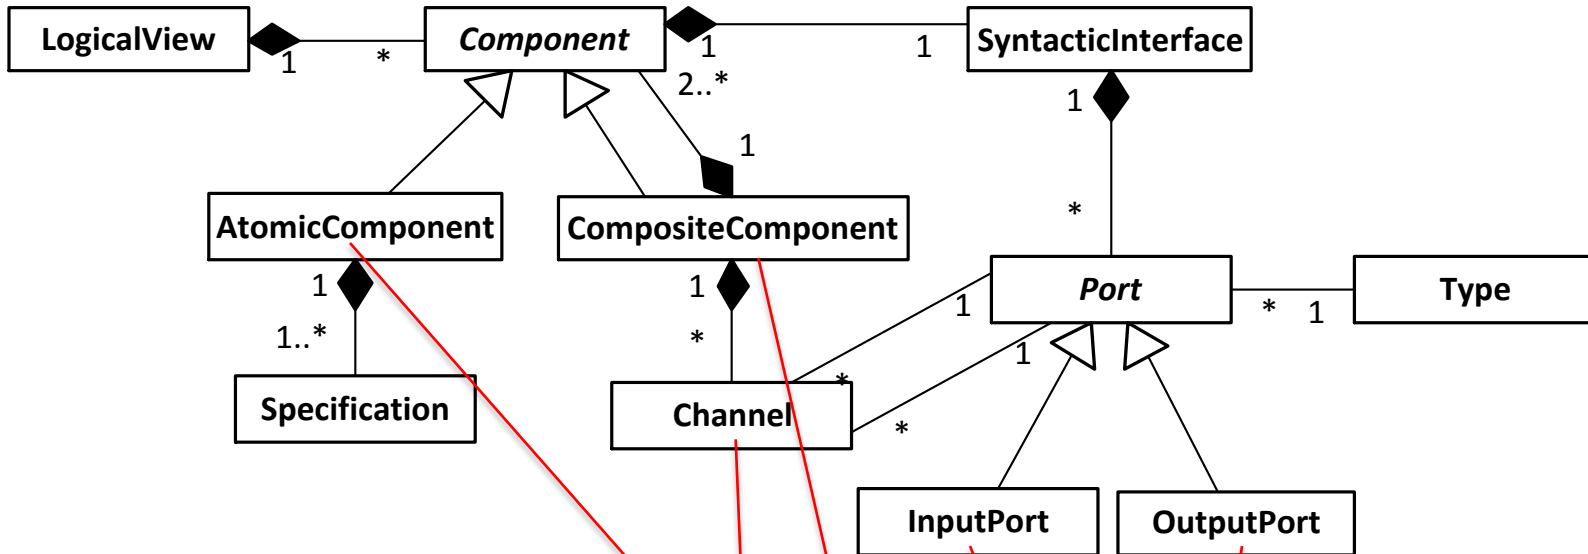 LogicalView
1
*
Component
1
1
SyntacticInterface
2..*
1
1
*
AtomicComponent
CompositeComponent
1
1..*
Specification
1
*
Channel
1
*
1
*
Port
*
1
Type
InputPort
OutputPort